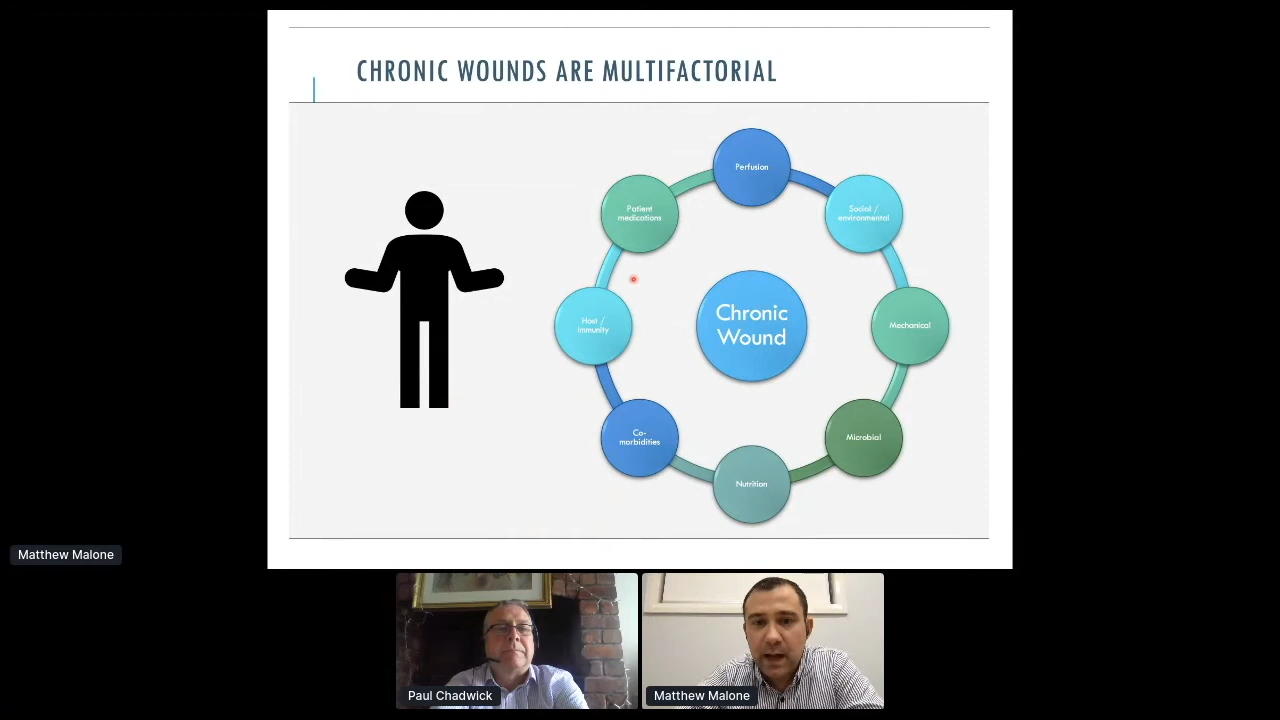 CHRONIC WOUNDS ARE MULTIFACTORIAL
Perfusion
Social /
environmental
Mechanical
Microbial
Nutrition
Co-
morbidities
Host /
immunity
Patient
medications
Chronic
Wound
Matthew Malone
Paul Chadwick
Matthew Malone